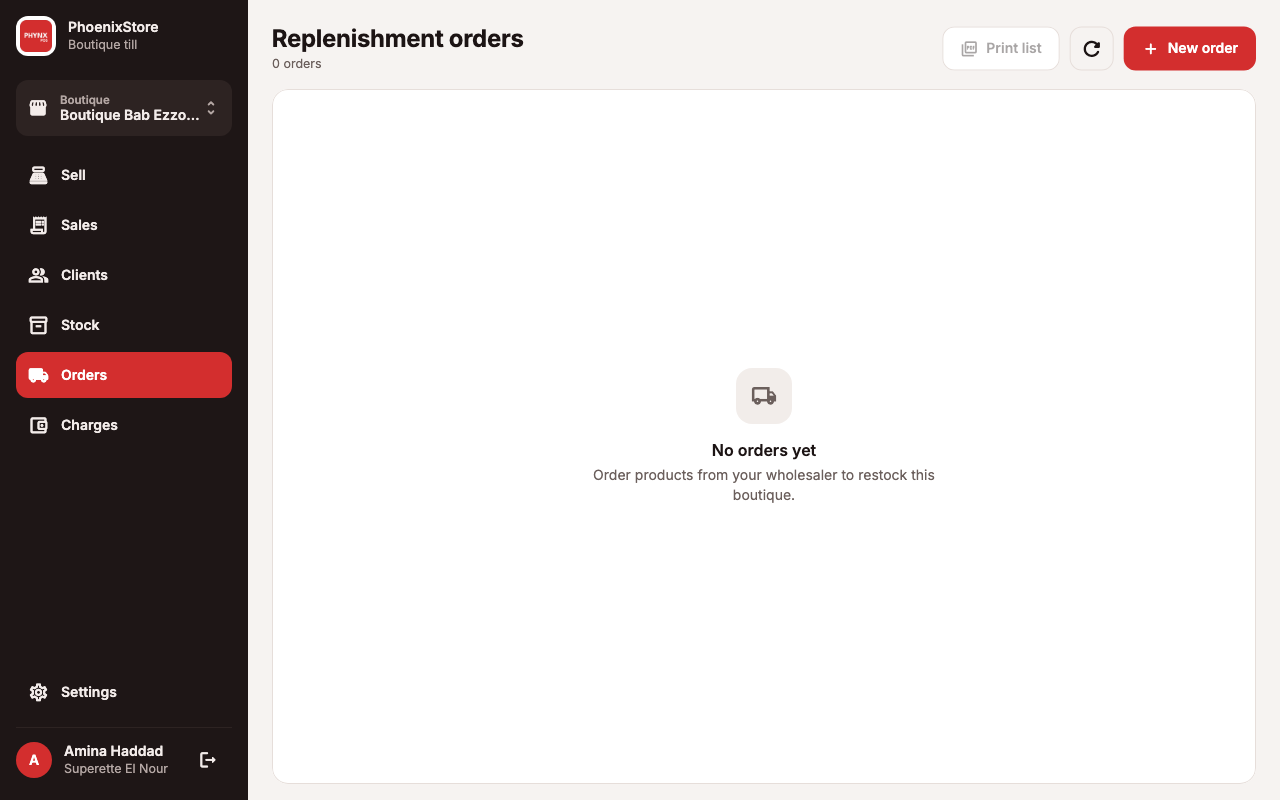 PHYNX
PhoenixStore
Boutique till
Boutique
Boutique Bab Ezzo...
Sell
Sales
Clients
Stock
Orders
Charges
Settings
A
Amina Haddad
Superette El Nour
Replenishment orders
0 orders
Print list
New order
No orders yet
Order products from your wholesaler to restock this
boutique.